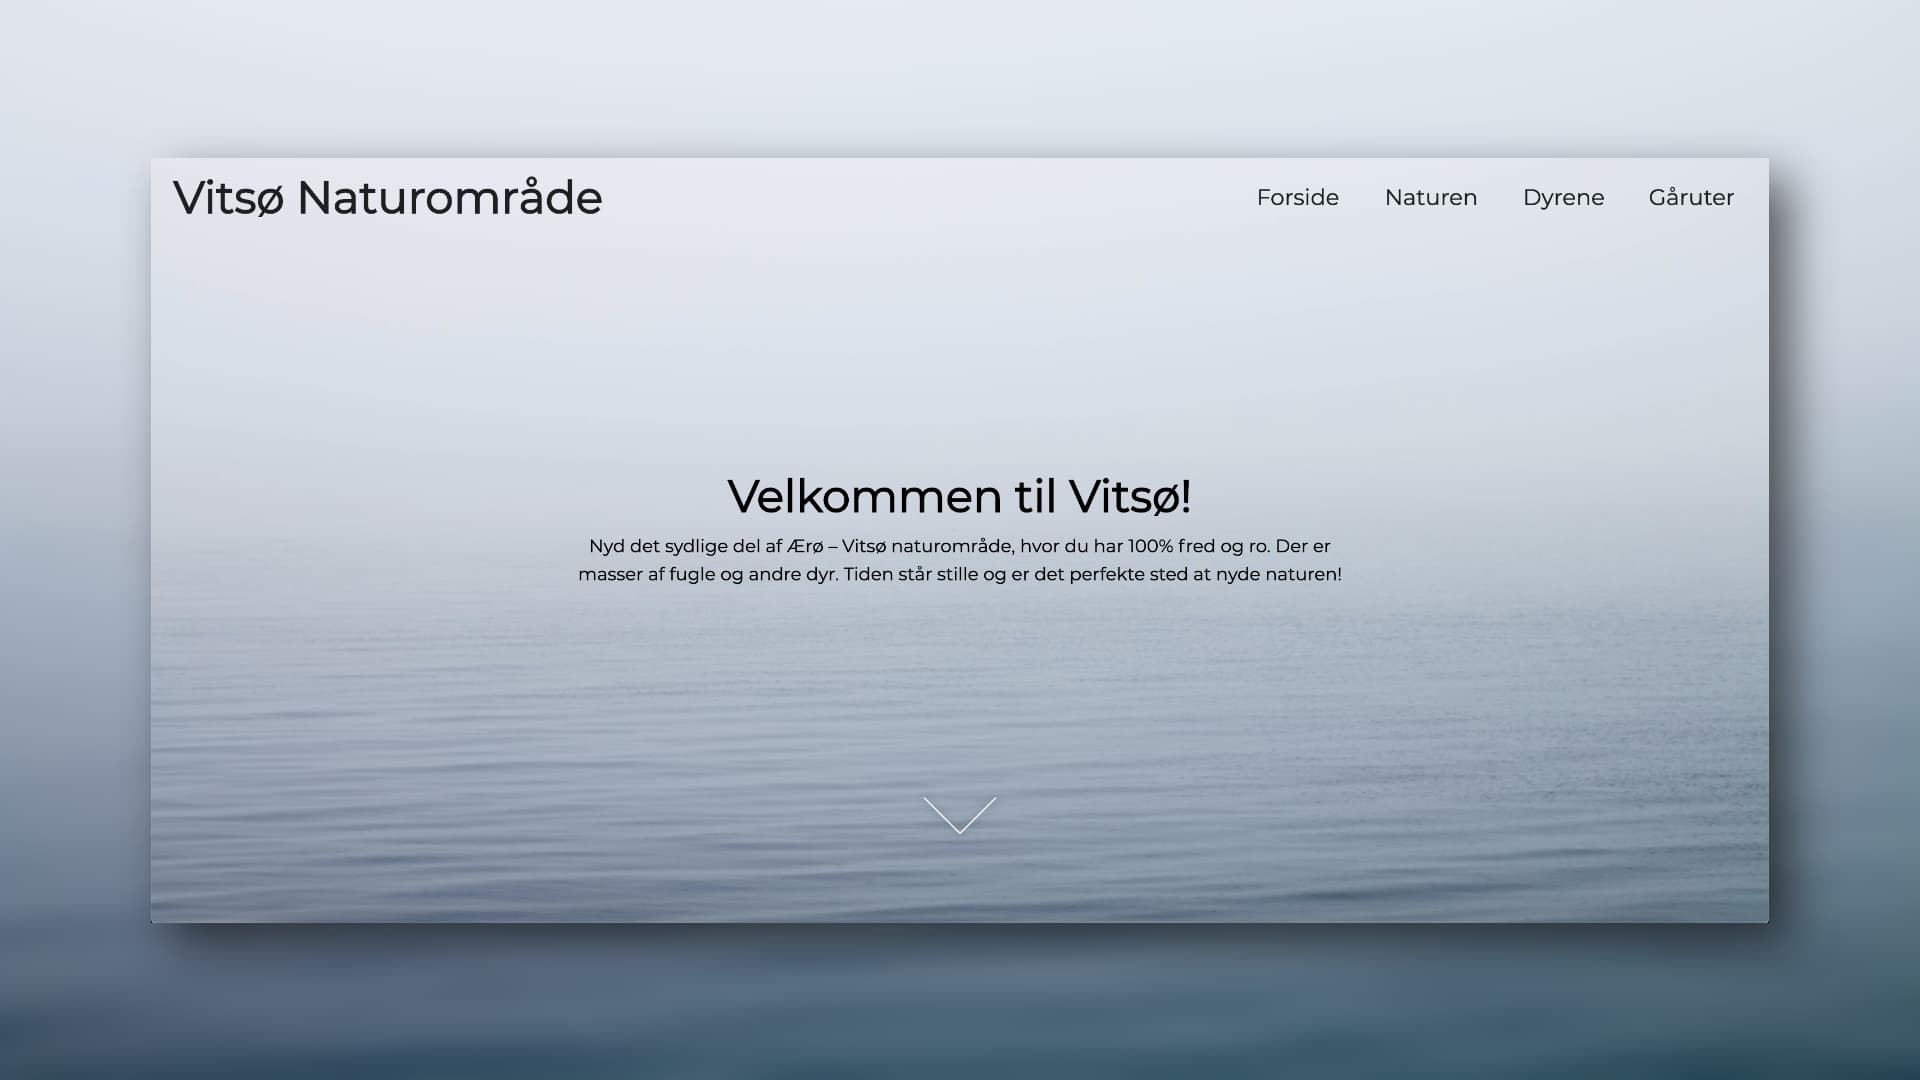 Vitsø Naturområde
Forside Naturen Dyrene Gåruter
Velkommen til Vitsø!
Nyd det sydlige del af Ærø – Vitsø naturområde, hvor du har 100% fred og ro. Der er
masser af fugle og andre dyr. Tiden står stille og er det perfekte sted at nyde naturen!